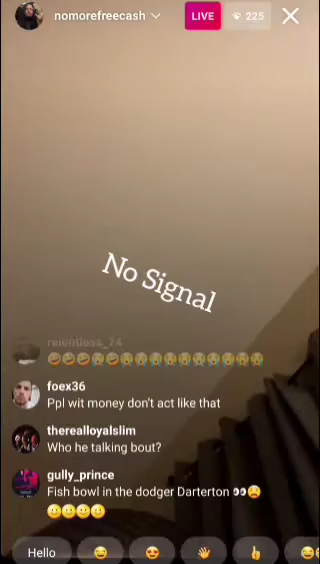 nomorefreecash
LIVE
225
No Signal
relentless_74
foex36
Ppl wit money don't act like that
therealloyalslim
Who he talking bout?
gully_prince
Fish bowl in the dodger Darterton 👀😩
Hello